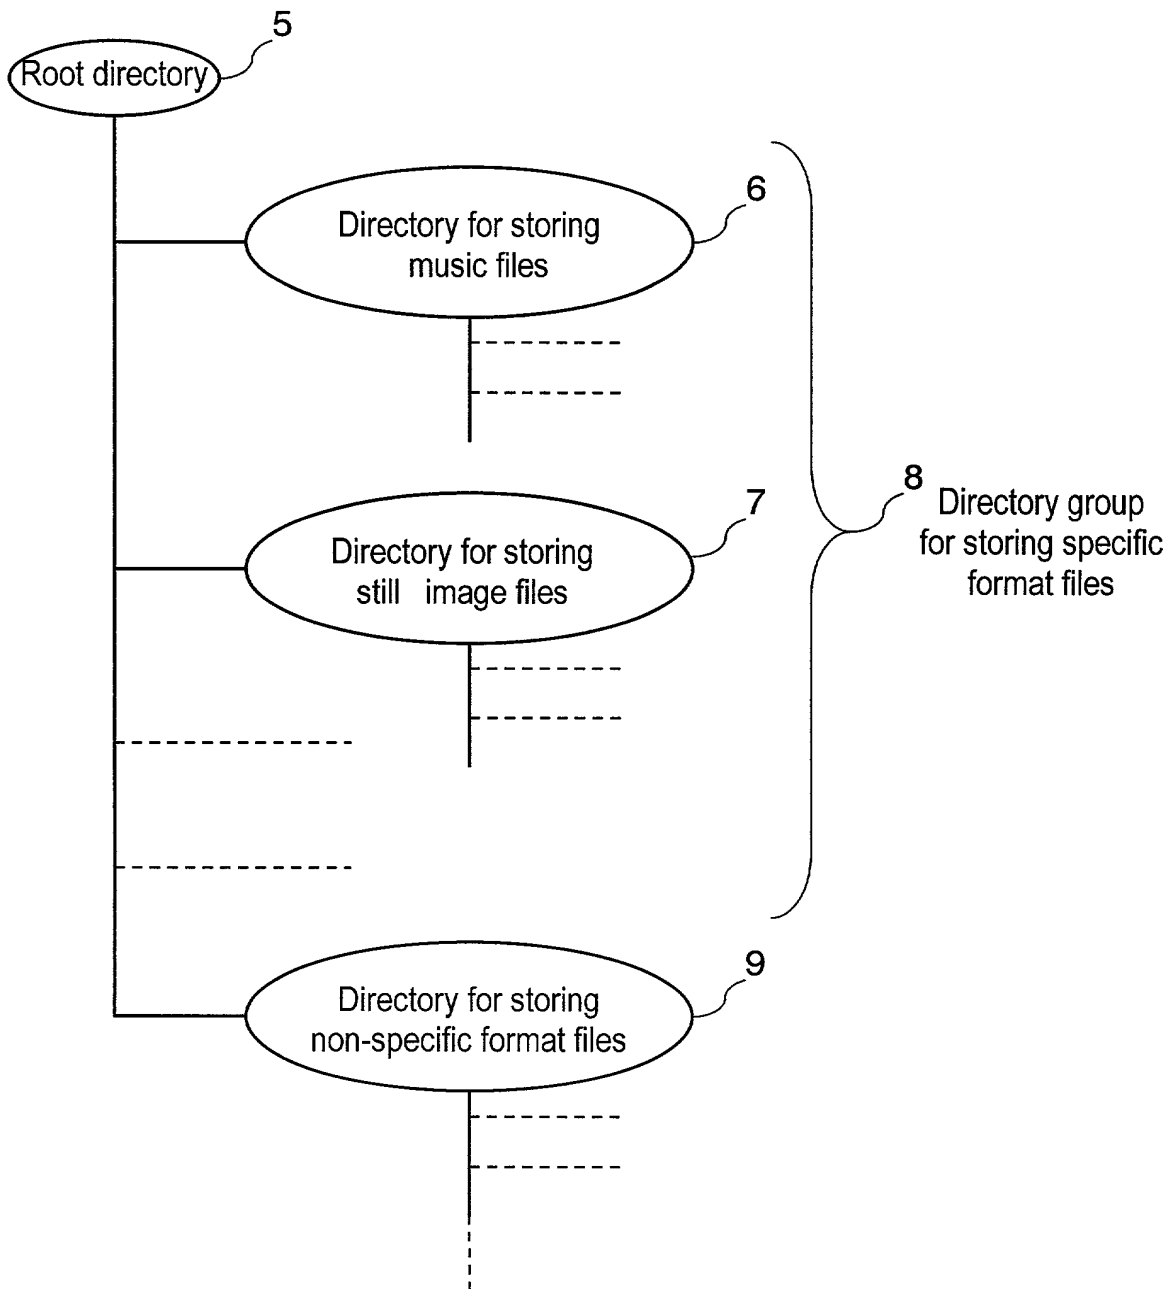 5
Root directory
6
Directory for storing
music files
7
Directory for storing
still image files
8
Directory group
for storing specific
format files
9
Directory for storing
non-specific format files